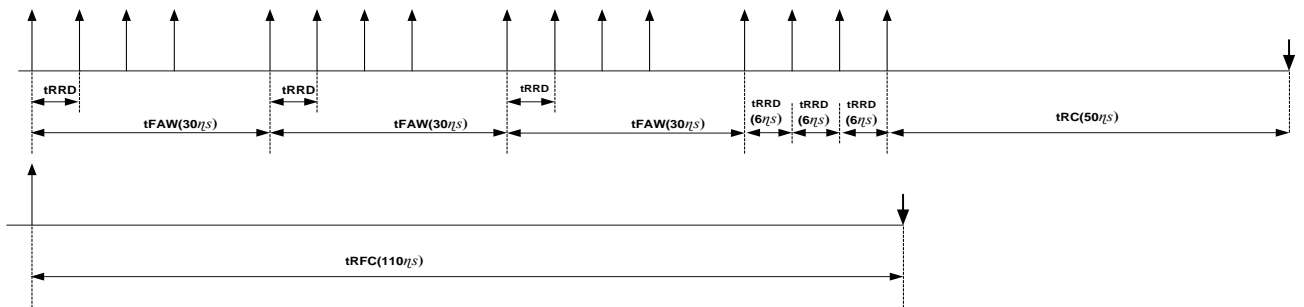 tRRD tRRD tRRD
tRRD tRRD tRRD
(6ηs) (6ηs) (6ηs)
tFAW(30ηs) tFAW(30ηs) tFAW(30ηs) tRC(50ηs)
tRFC(110ηs)